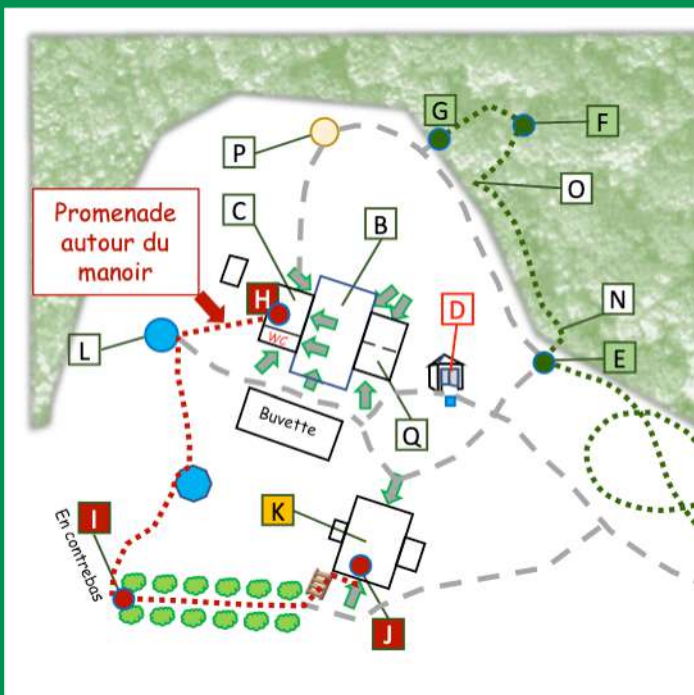 G
F
P
O
C
B
Promenade
autour du
manoir
H
N
D
WC
L
E
Buvette
Q
K
I
En contrebas
J